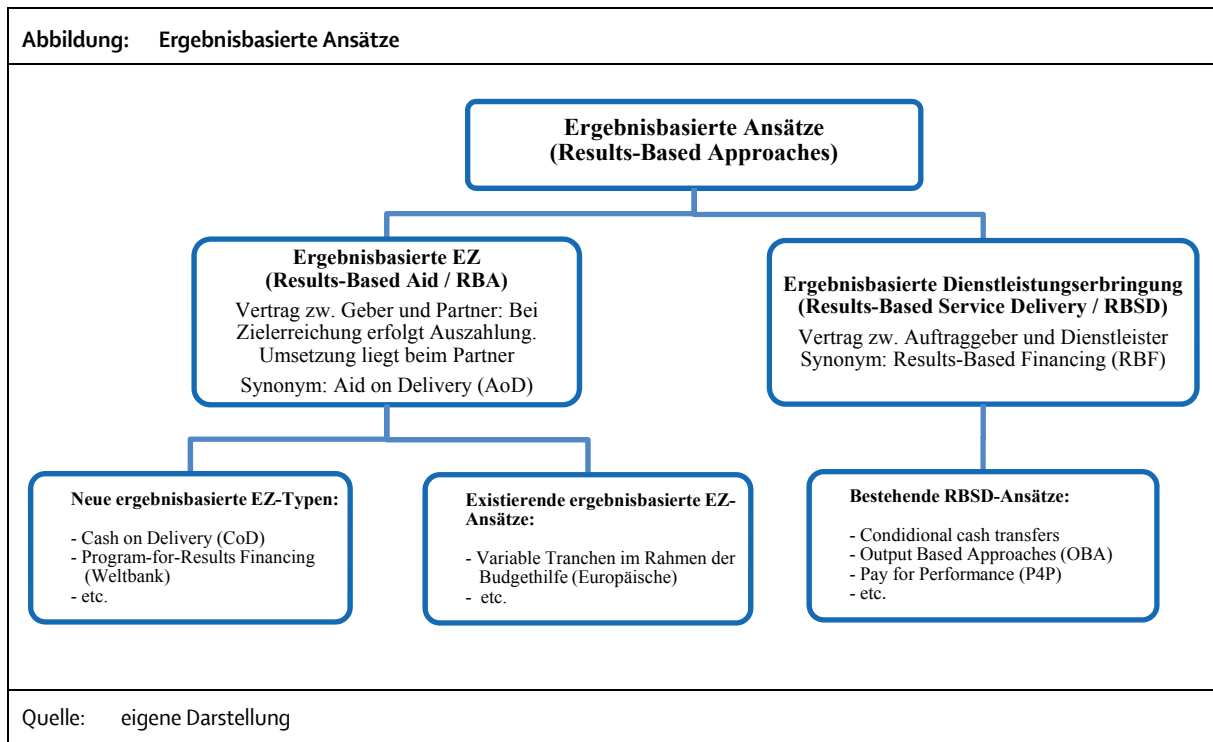 Abbildung: Ergebnisbasierte Ansätze
Ergebnisbasierte Ansätze
(Results-Based Approaches)
Ergebnisbasierte EZ
(Results-Based Aid / RBA)
Vertrag zw. Geber und Partner: Bei
Zielerreichung erfolgt Auszahlung.
Umsetzung liegt beim Partner
Synonym: Aid on Delivery (AoD)
Ergebnisbasierte Dienstleistungserbringung
(Results-Based Service Delivery / RBSD)
Vertrag zw. Auftraggeber und Dienstleister
Synonym: Results-Based Financing (RBF)
Neue ergebnisbasierte EZ-Typen:
- Cash on Delivery (CoD)
- Program-for-Results Financing
(Weltbank)
- etc.
Existierende ergebnisbasierte EZ-
Ansätze:
- Variable Tranchen im Rahmen der
Budgethilfe (Europäische)
- etc.
Bestehende RBSD-Ansätze:
- Condidional cash transfers
- Output Based Approaches (OBA)
- Pay for Performance (P4P)
- etc.
Quelle: eigene Darstellung